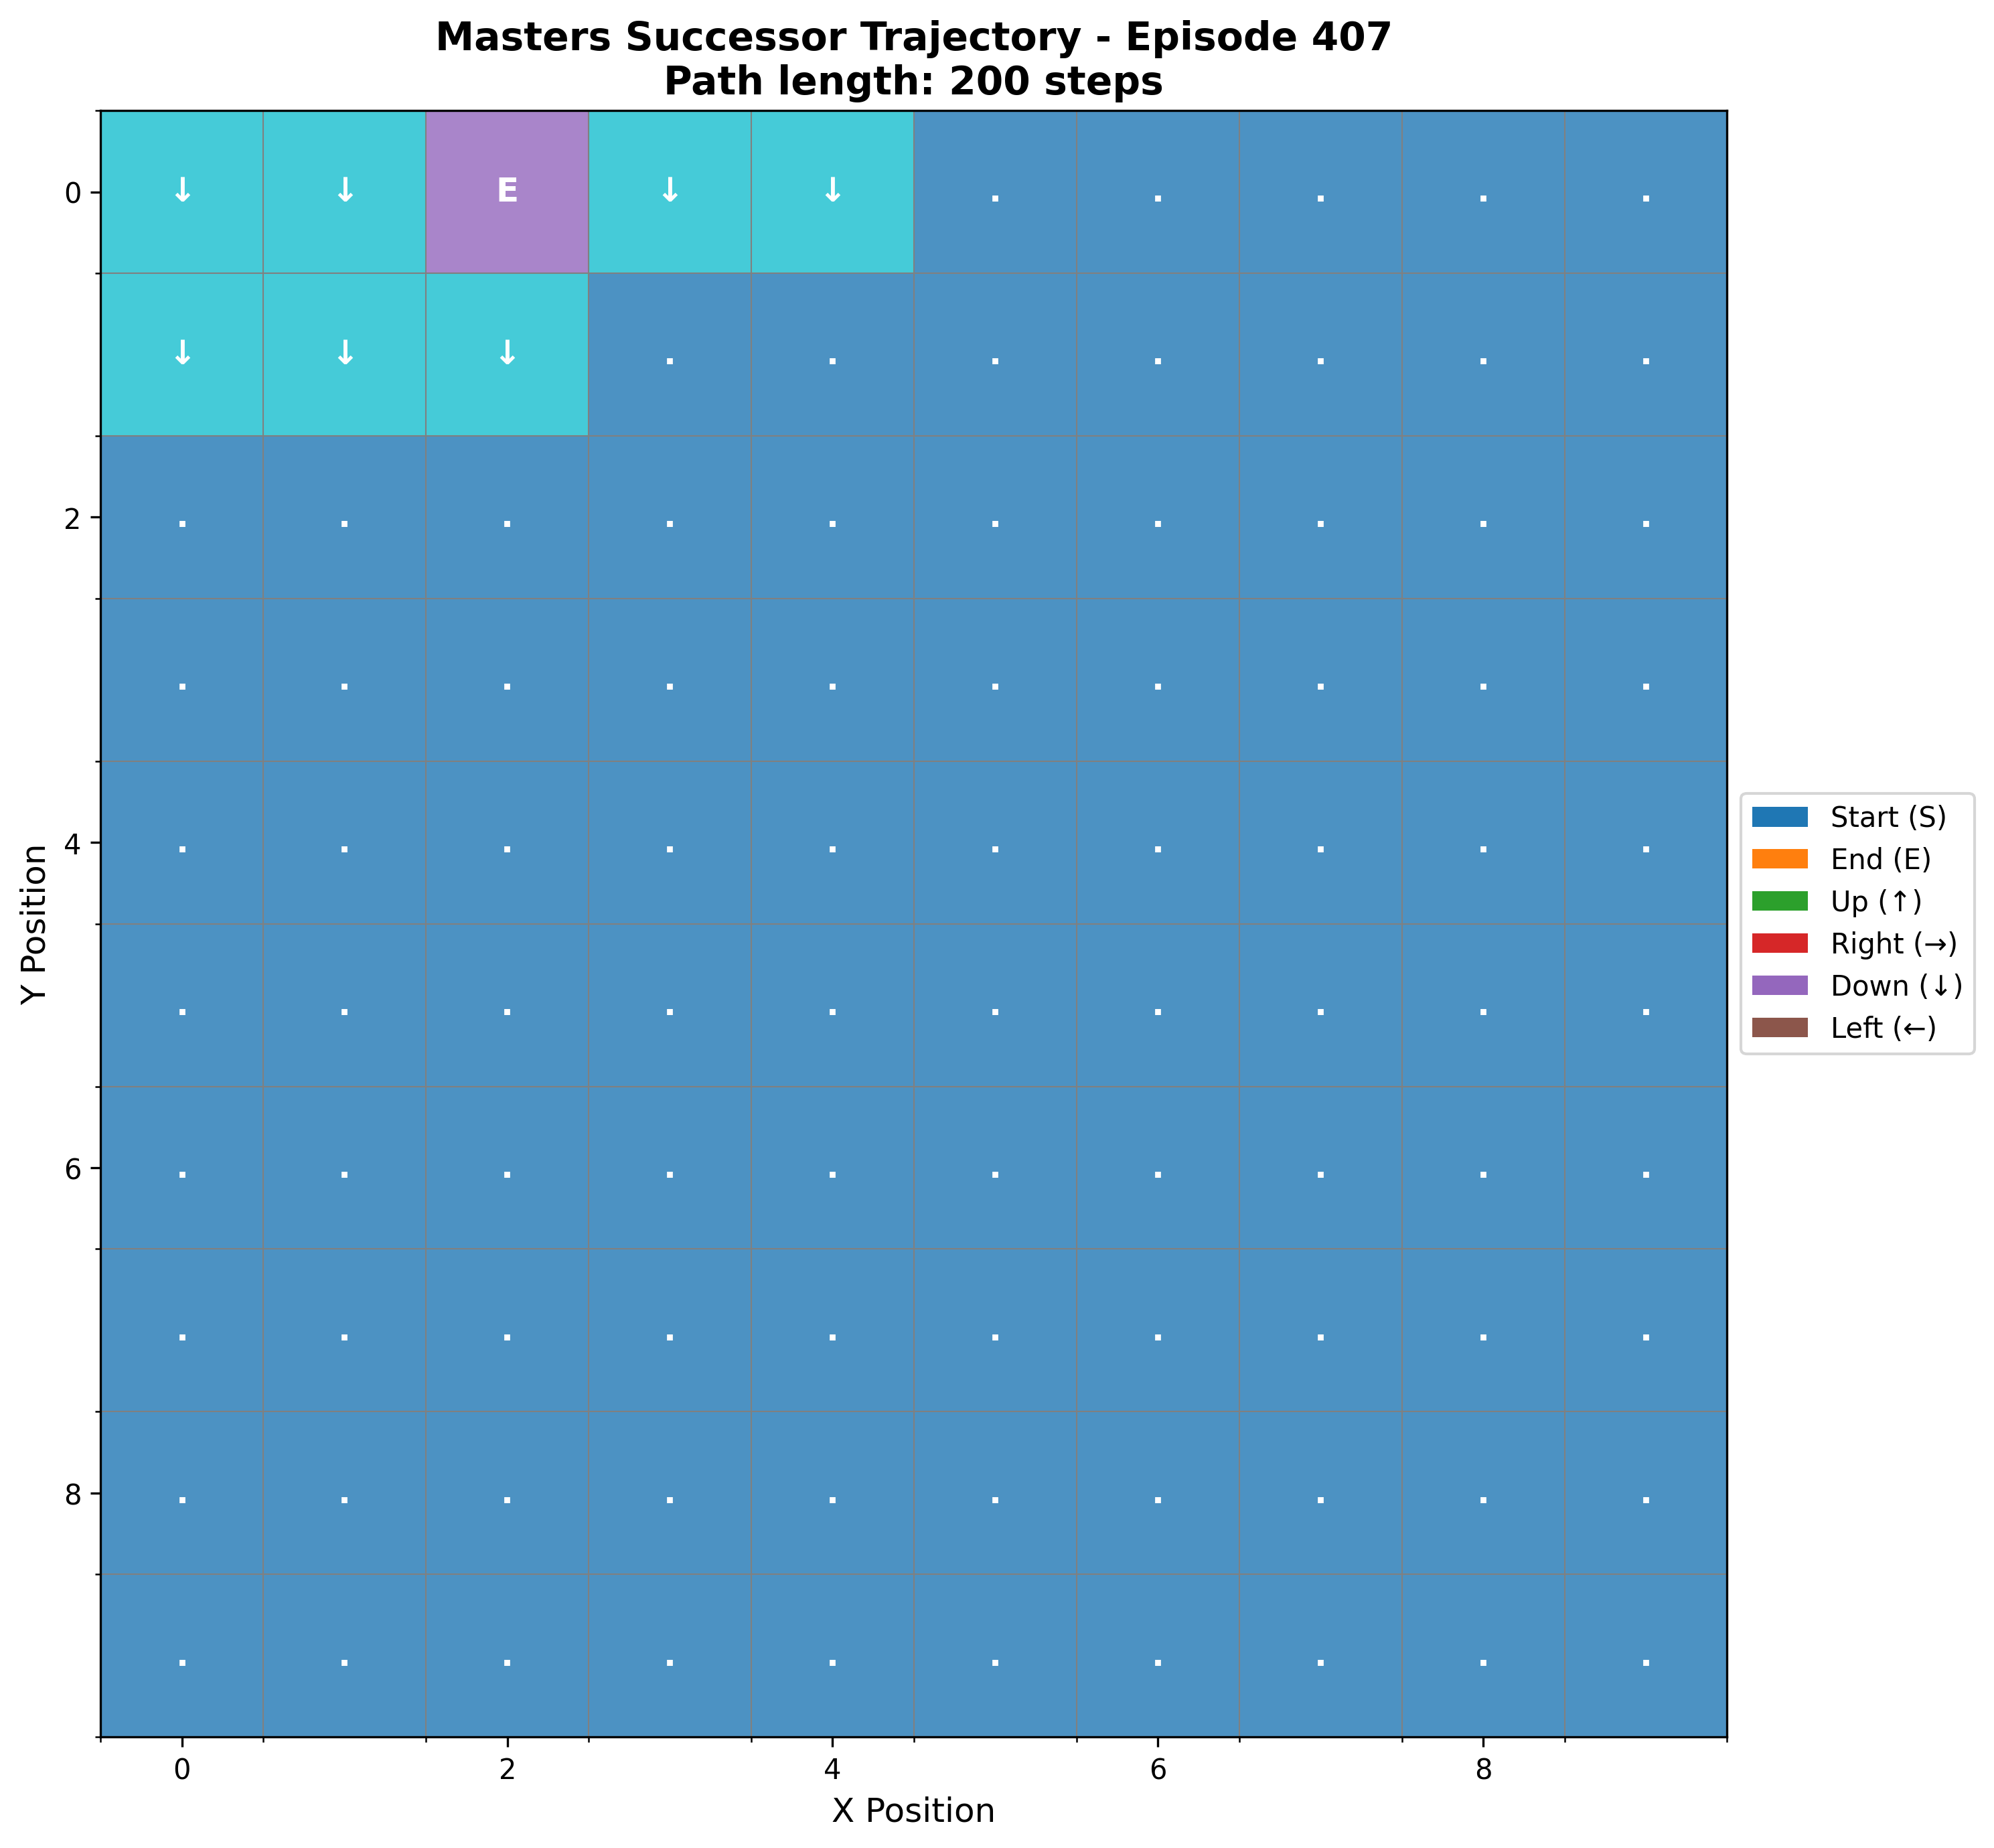 Masters Successor Trajectory - Episode 407
Path length: 200 steps
0 ↓ ↓ E ↓ ↓ . . . . .
↓ ↓ ↓ . . . . . . .
2 . . . . . . . . . .
. . . . . . . . . .
4 . . . . . . . . . .
. . . . . . . . . .
6 . . . . . . . . . .
. . . . . . . . . .
8 . . . . . . . . . .
. . . . . . . . . .
0 2 4 6 8
X Position
Y Position
Start (S)
End (E)
Up (↑)
Right (→)
Down (↓)
Left (←)